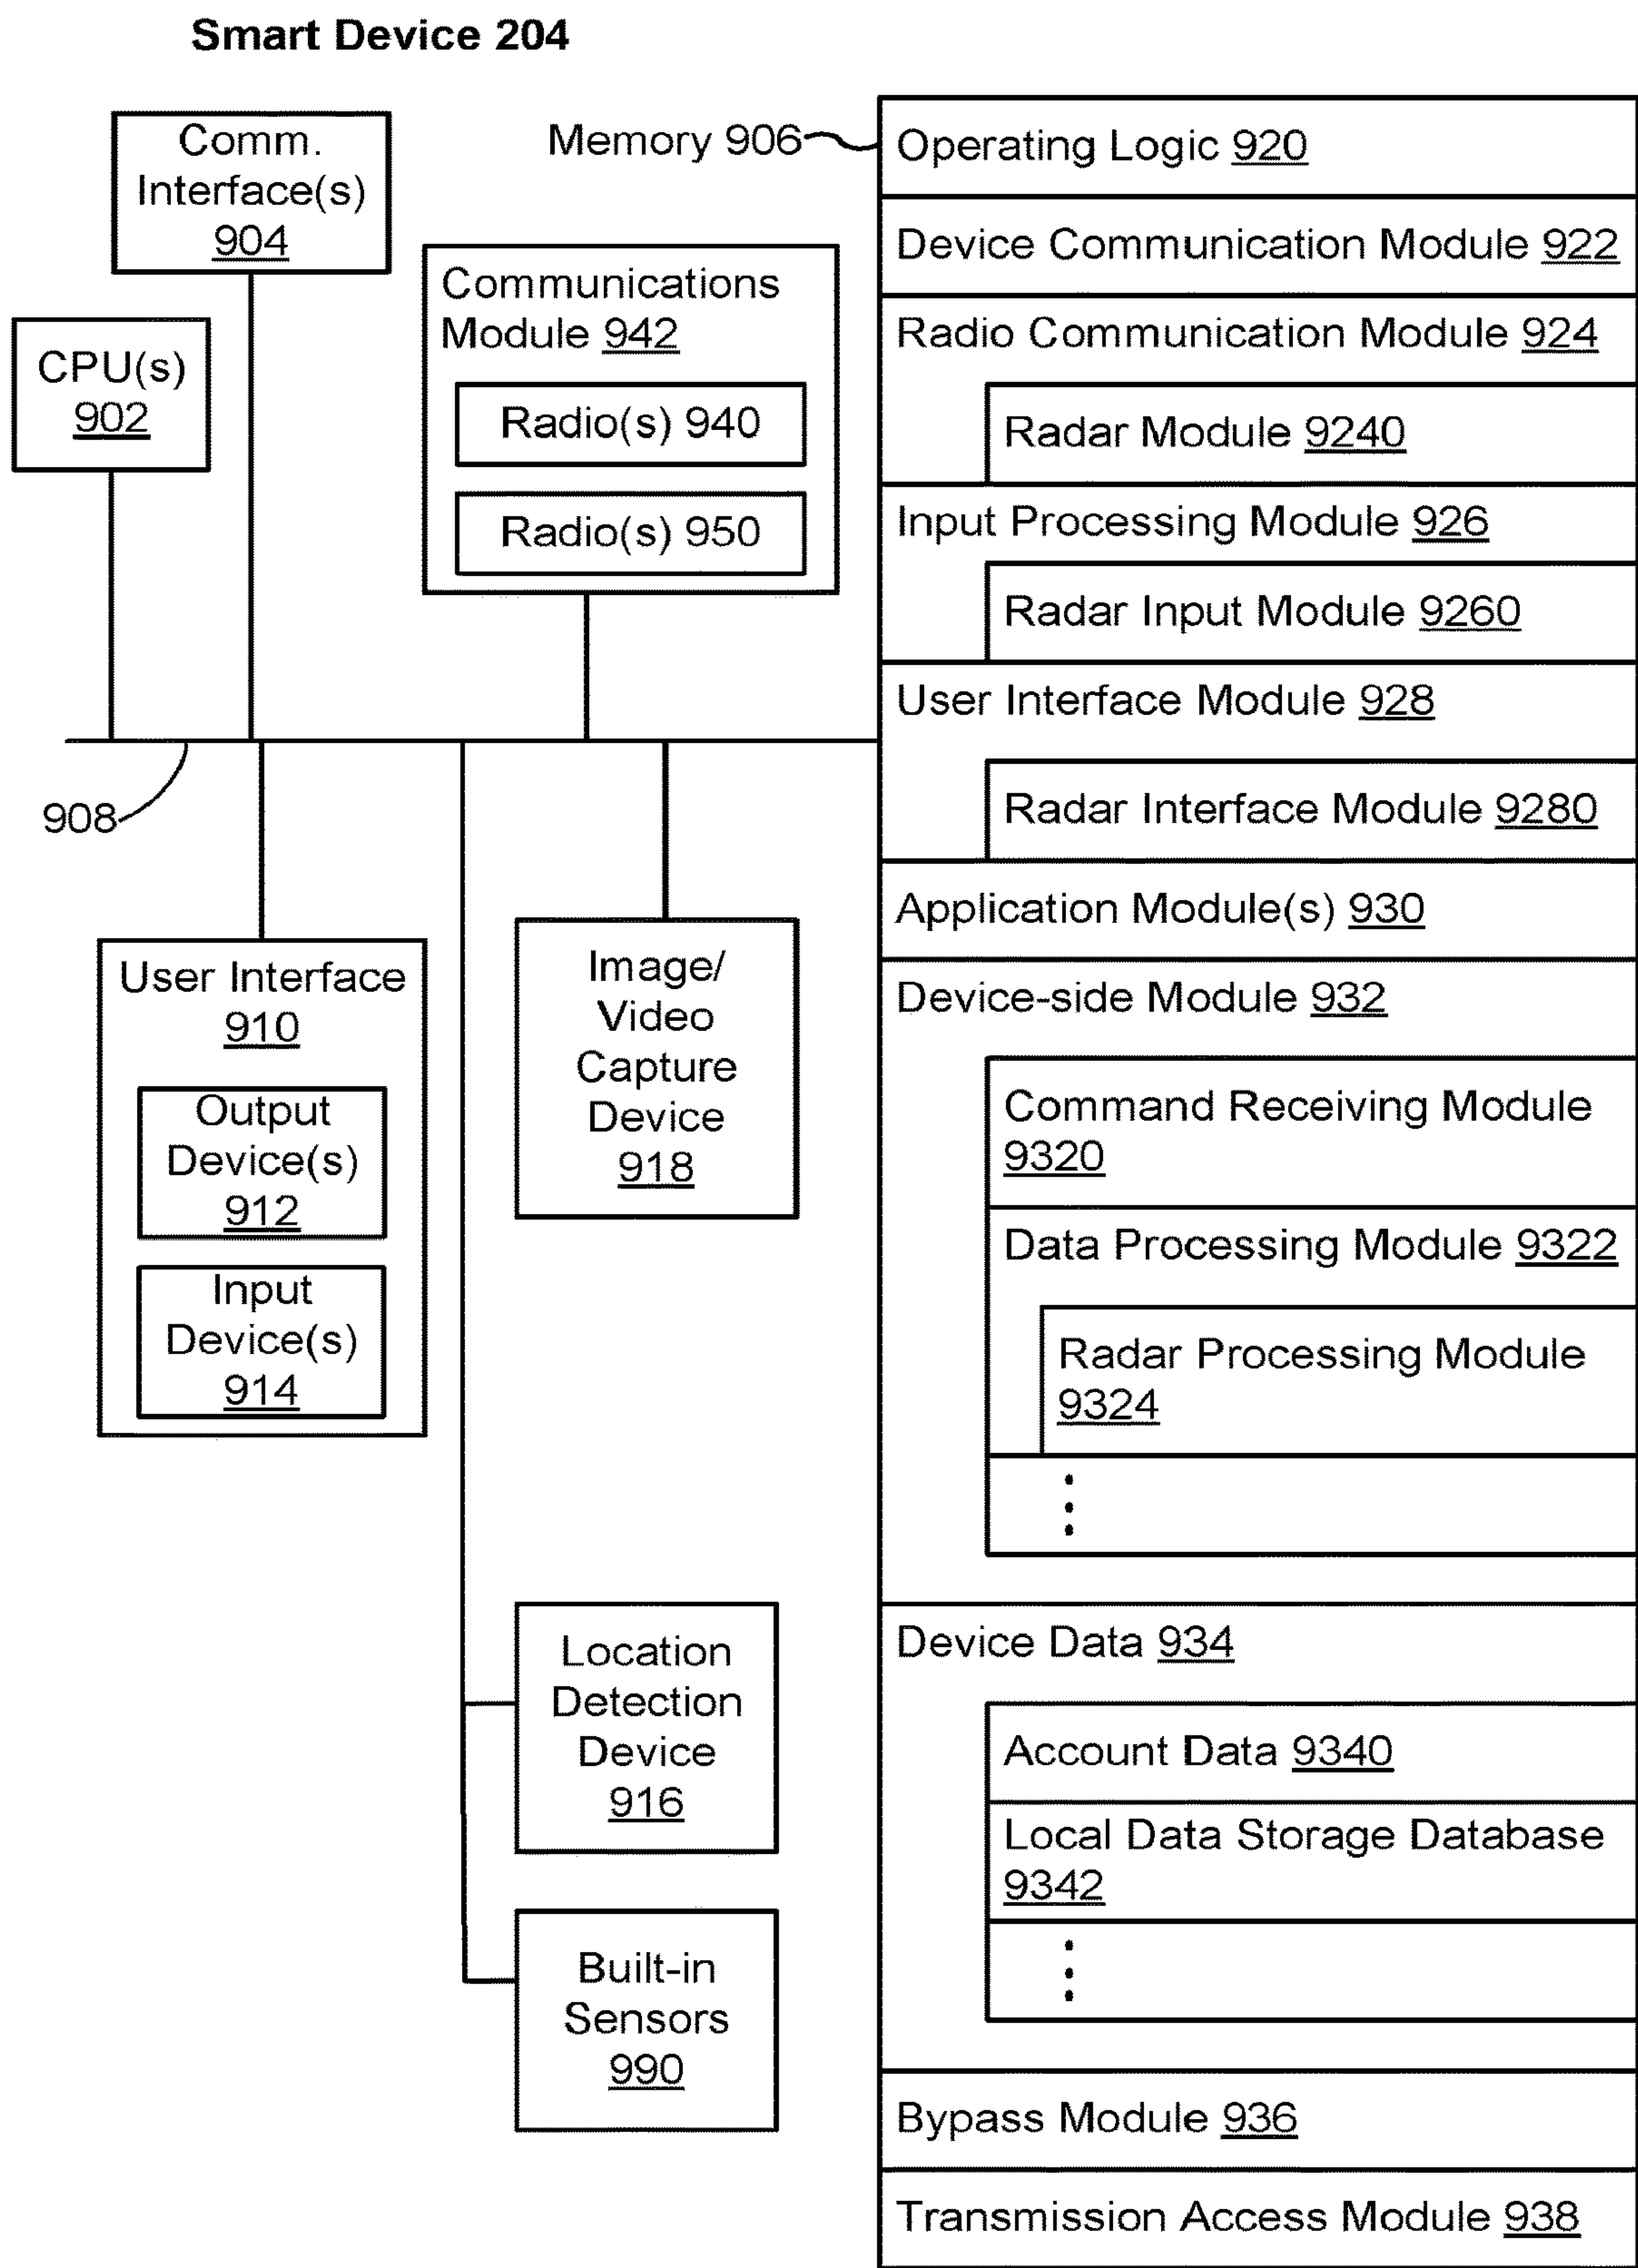 Smart Device 204
Comm.
Interface(s)
904
CPU(s)
902
Communications
Module 942
Radio(s) 940
Radio(s) 950
908
User Interface
910
Output
Device(s)
912
Input
Device(s)
914
Image/
Video
Capture
Device
918
Location
Detection
Device
916
Built-in
Sensors
990
Memory 906
Operating Logic 920
Device Communication Module 922
Radio Communication Module 924
Radar Module 9240
Input Processing Module 926
Radar Input Module 9260
User Interface Module 928
Radar Interface Module 9280
Application Module(s) 930
Device-side Module 932
Command Receiving Module
9320
Data Processing Module 9322
Radar Processing Module
9324
Device Data 934
Account Data 9340
Local Data Storage Database
9342
Bypass Module 936
Transmission Access Module 938